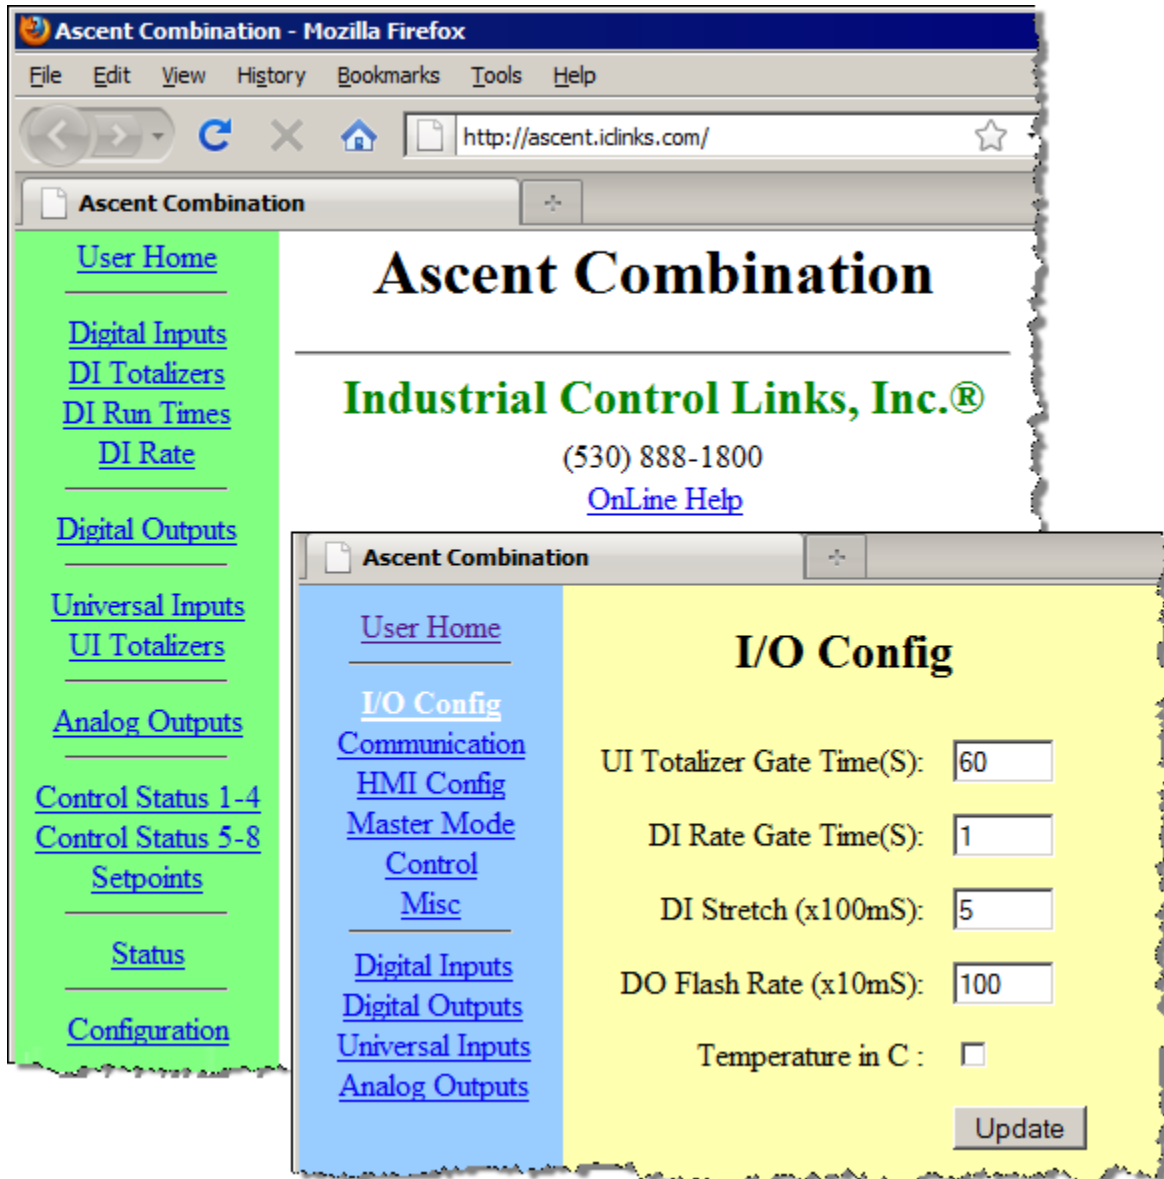 Ascent Combination - Mozilla Firefox
File Edit View History Bookmarks Tools Help
http://ascent.iclinks.com/
Ascent Combination
User Home
Digital Inputs
DI Totalizers
DI Run Times
DI Rate
Digital Outputs
Universal Inputs
UI Totalizers
Analog Outputs
Control Status 1-4
Control Status 5-8
Setpoints
Status
Configuration
Ascent Combination
Industrial Control Links, Inc.®
(530) 888-1800
OnLine Help
Ascent Combination
User Home
I/O Config
Communication
HMI Config
Master Mode
Control
Misc
Digital Inputs
Digital Outputs
Universal Inputs
Analog Outputs
I/O Config
UI Totalizer Gate Time(S): 60
DI Rate Gate Time(S): 1
DI Stretch (x100mS): 5
DO Flash Rate (x10mS): 100
Temperature in C :
Update